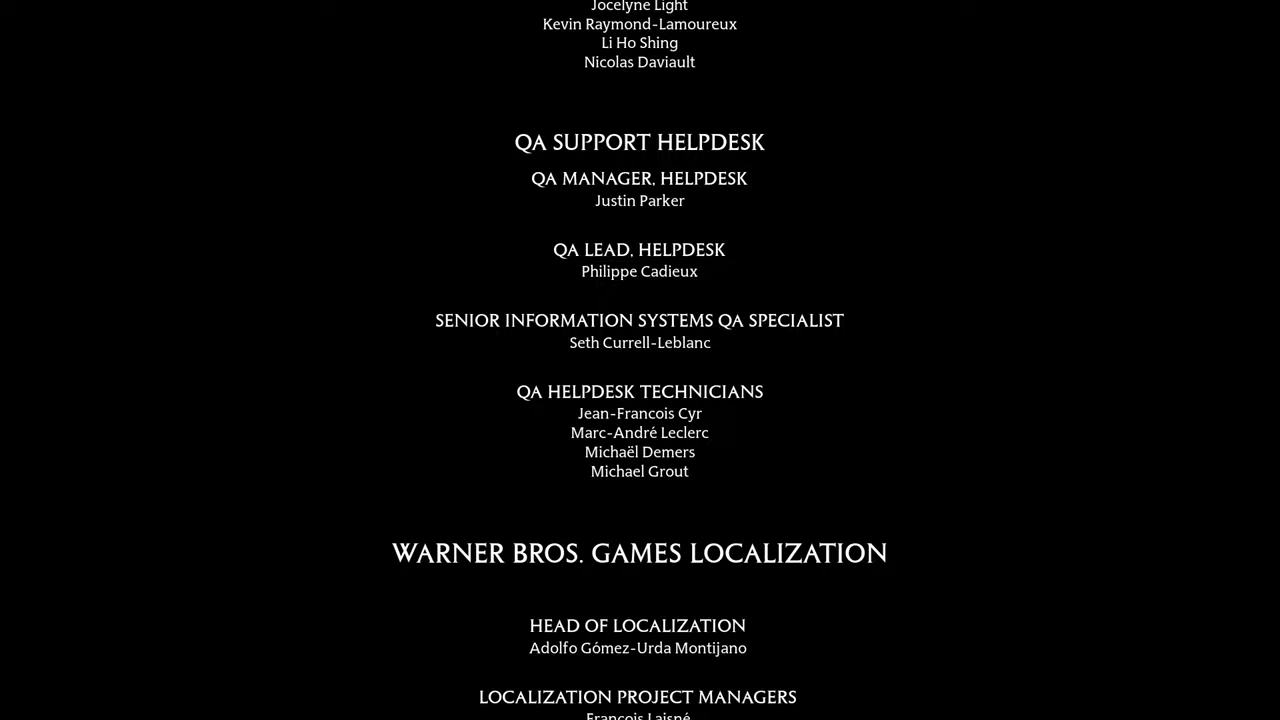 Jocelyne Light
Kevin Raymond-Lamoureux
Li Ho Shing
Nicolas Daviault
QA SUPPORT HELPDESK
QA MANAGER, HELPDESK
Justin Parker
QA LEAD, HELPDESK
Philippe Cadieux
SENIOR INFORMATION SYSTEMS QA SPECIALIST
Seth Currell-Leblanc
QA HELPDESK TECHNICIANS
Jean-Francois Cyr
Marc-André Leclerc
Michaël Demers
Michael Grout
WARNER BROS. GAMES LOCALIZATION
HEAD OF LOCALIZATION
Adolfo Gómez-Urda Montijano
LOCALIZATION PROJECT MANAGERS
François Laisné